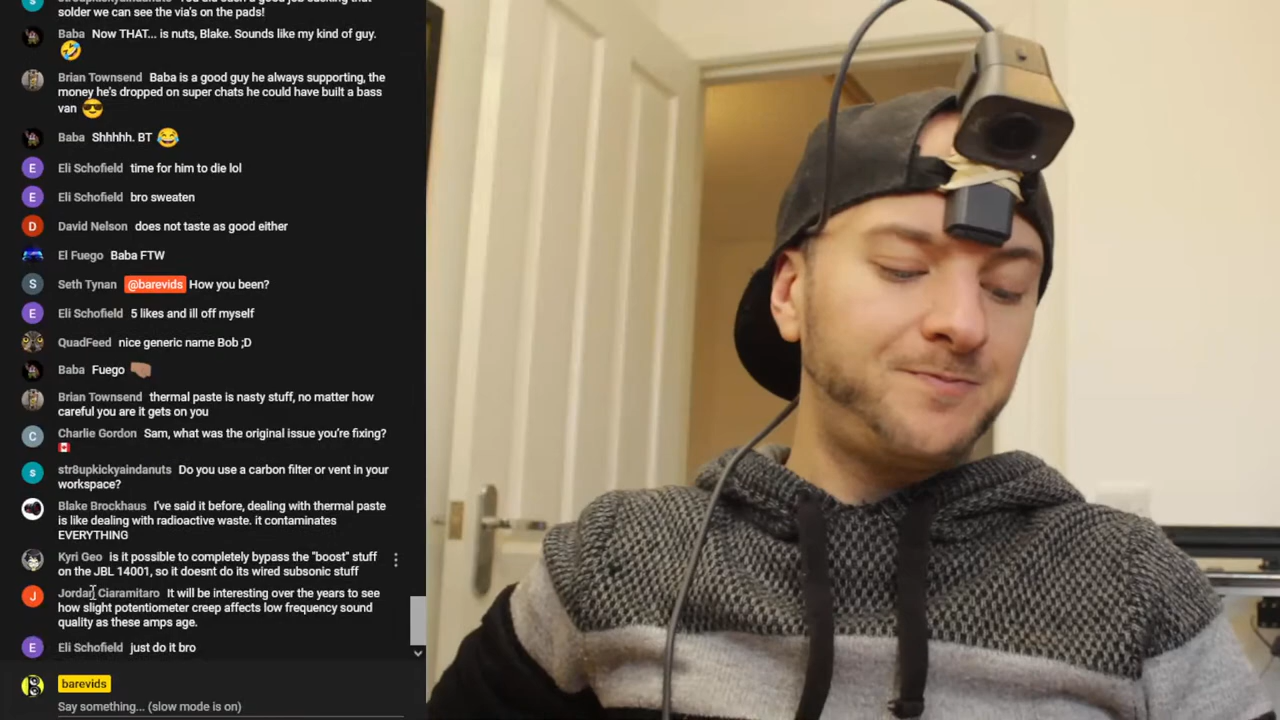 solder we can see the via's on the pads!
Baba Now THAT... is nuts, Blake. Sounds like my kind of guy.
Brian Townsend Baba is a good guy he always supporting, the
money he's dropped on super chats he could have built a bass
van
Baba Shhhhh. BT
E Eli Schofield time for him to die lol
E Eli Schofield bro sweaten
D David Nelson does not taste as good either
El Fuego Baba FTW
S Seth Tynan @barevids How you been?
E Eli Schofield 5 likes and ill off myself
QuadFeed nice generic name Bob ;D
Baba Fuego
Brian Townsend thermal paste is nasty stuff, no matter how
careful you are it gets on you
C Charlie Gordon Sam, what was the original issue you're fixing?
s str8upkickyaindanuts Do you use a carbon filter or vent in your
workspace?
Blake Brockhaus I've said it before, dealing with thermal paste
is like dealing with radioactive waste. it contaminates
EVERYTHING
Kyri Geo is it possible to completely bypass the "boost" stuff
on the JBL 14001, so it doesnt do its wired subsonic stuff
J Jordan Ciaramitaro It will be interesting over the years to see
how slight potentiometer creep affects low frequency sound
quality as these amps age.
E Eli Schofield just do it bro
barevids
Say something... (slow mode is on)